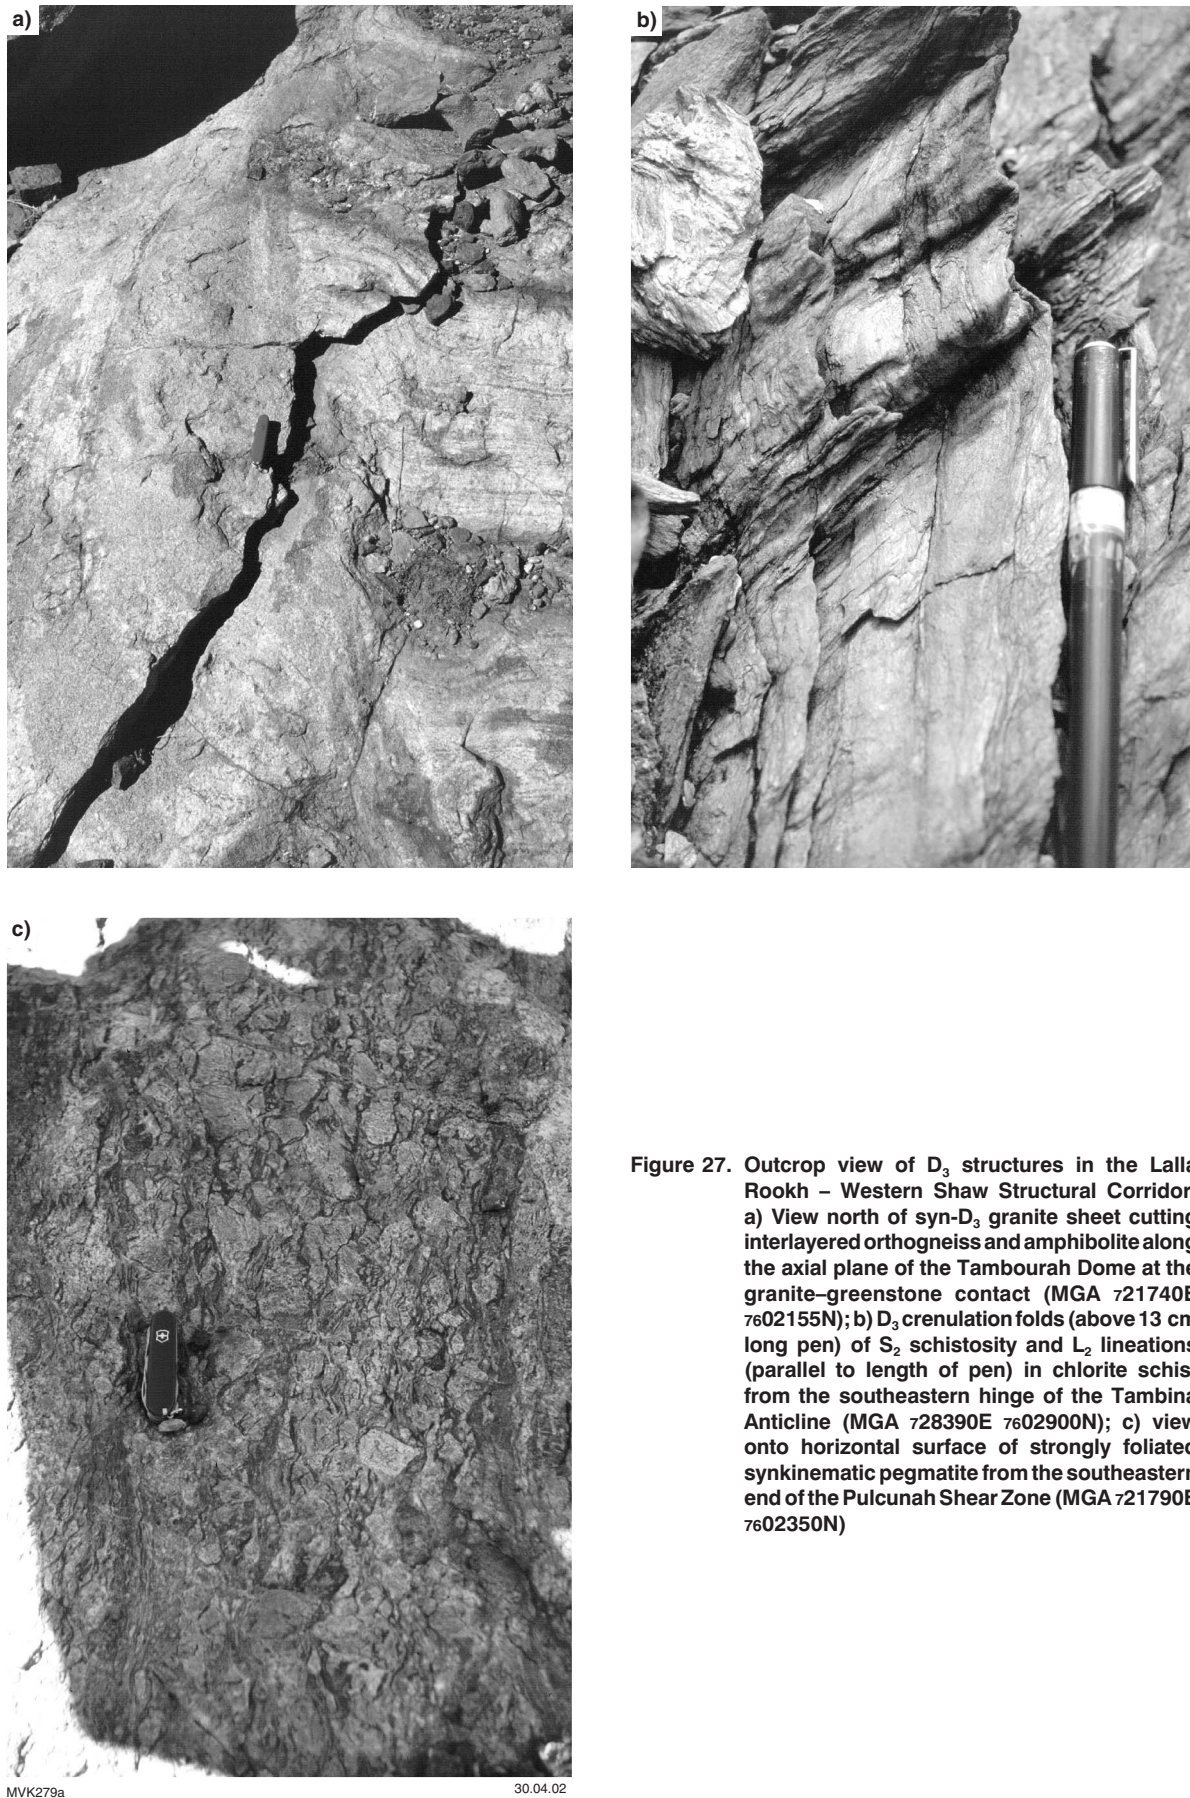 a)
b)
c)
Figure 27. Outcrop view of D3 structures in the Lalla
Rookh – Western Shaw Structural Corridor
a) View north of syn-D3 granite sheet cutting
interlayered orthogneiss and amphibolite along
the axial plane of the Tambourah Dome at the
granite–greenstone contact (MGA 721740E
7602155N); b) D3 crenulation folds (above 13 cm
long pen) of S2 schistosity and L2 lineations
(parallel to length of pen) in chlorite schis
from the southeastern hinge of the Tambina
Anticline (MGA 728390E 7602900N); c) view
onto horizontal surface of strongly foliated
synkinematic pegmatite from the southeastern
end of the Pulcunah Shear Zone (MGA 721790E
7602350N)
MVK279a
30.04.02